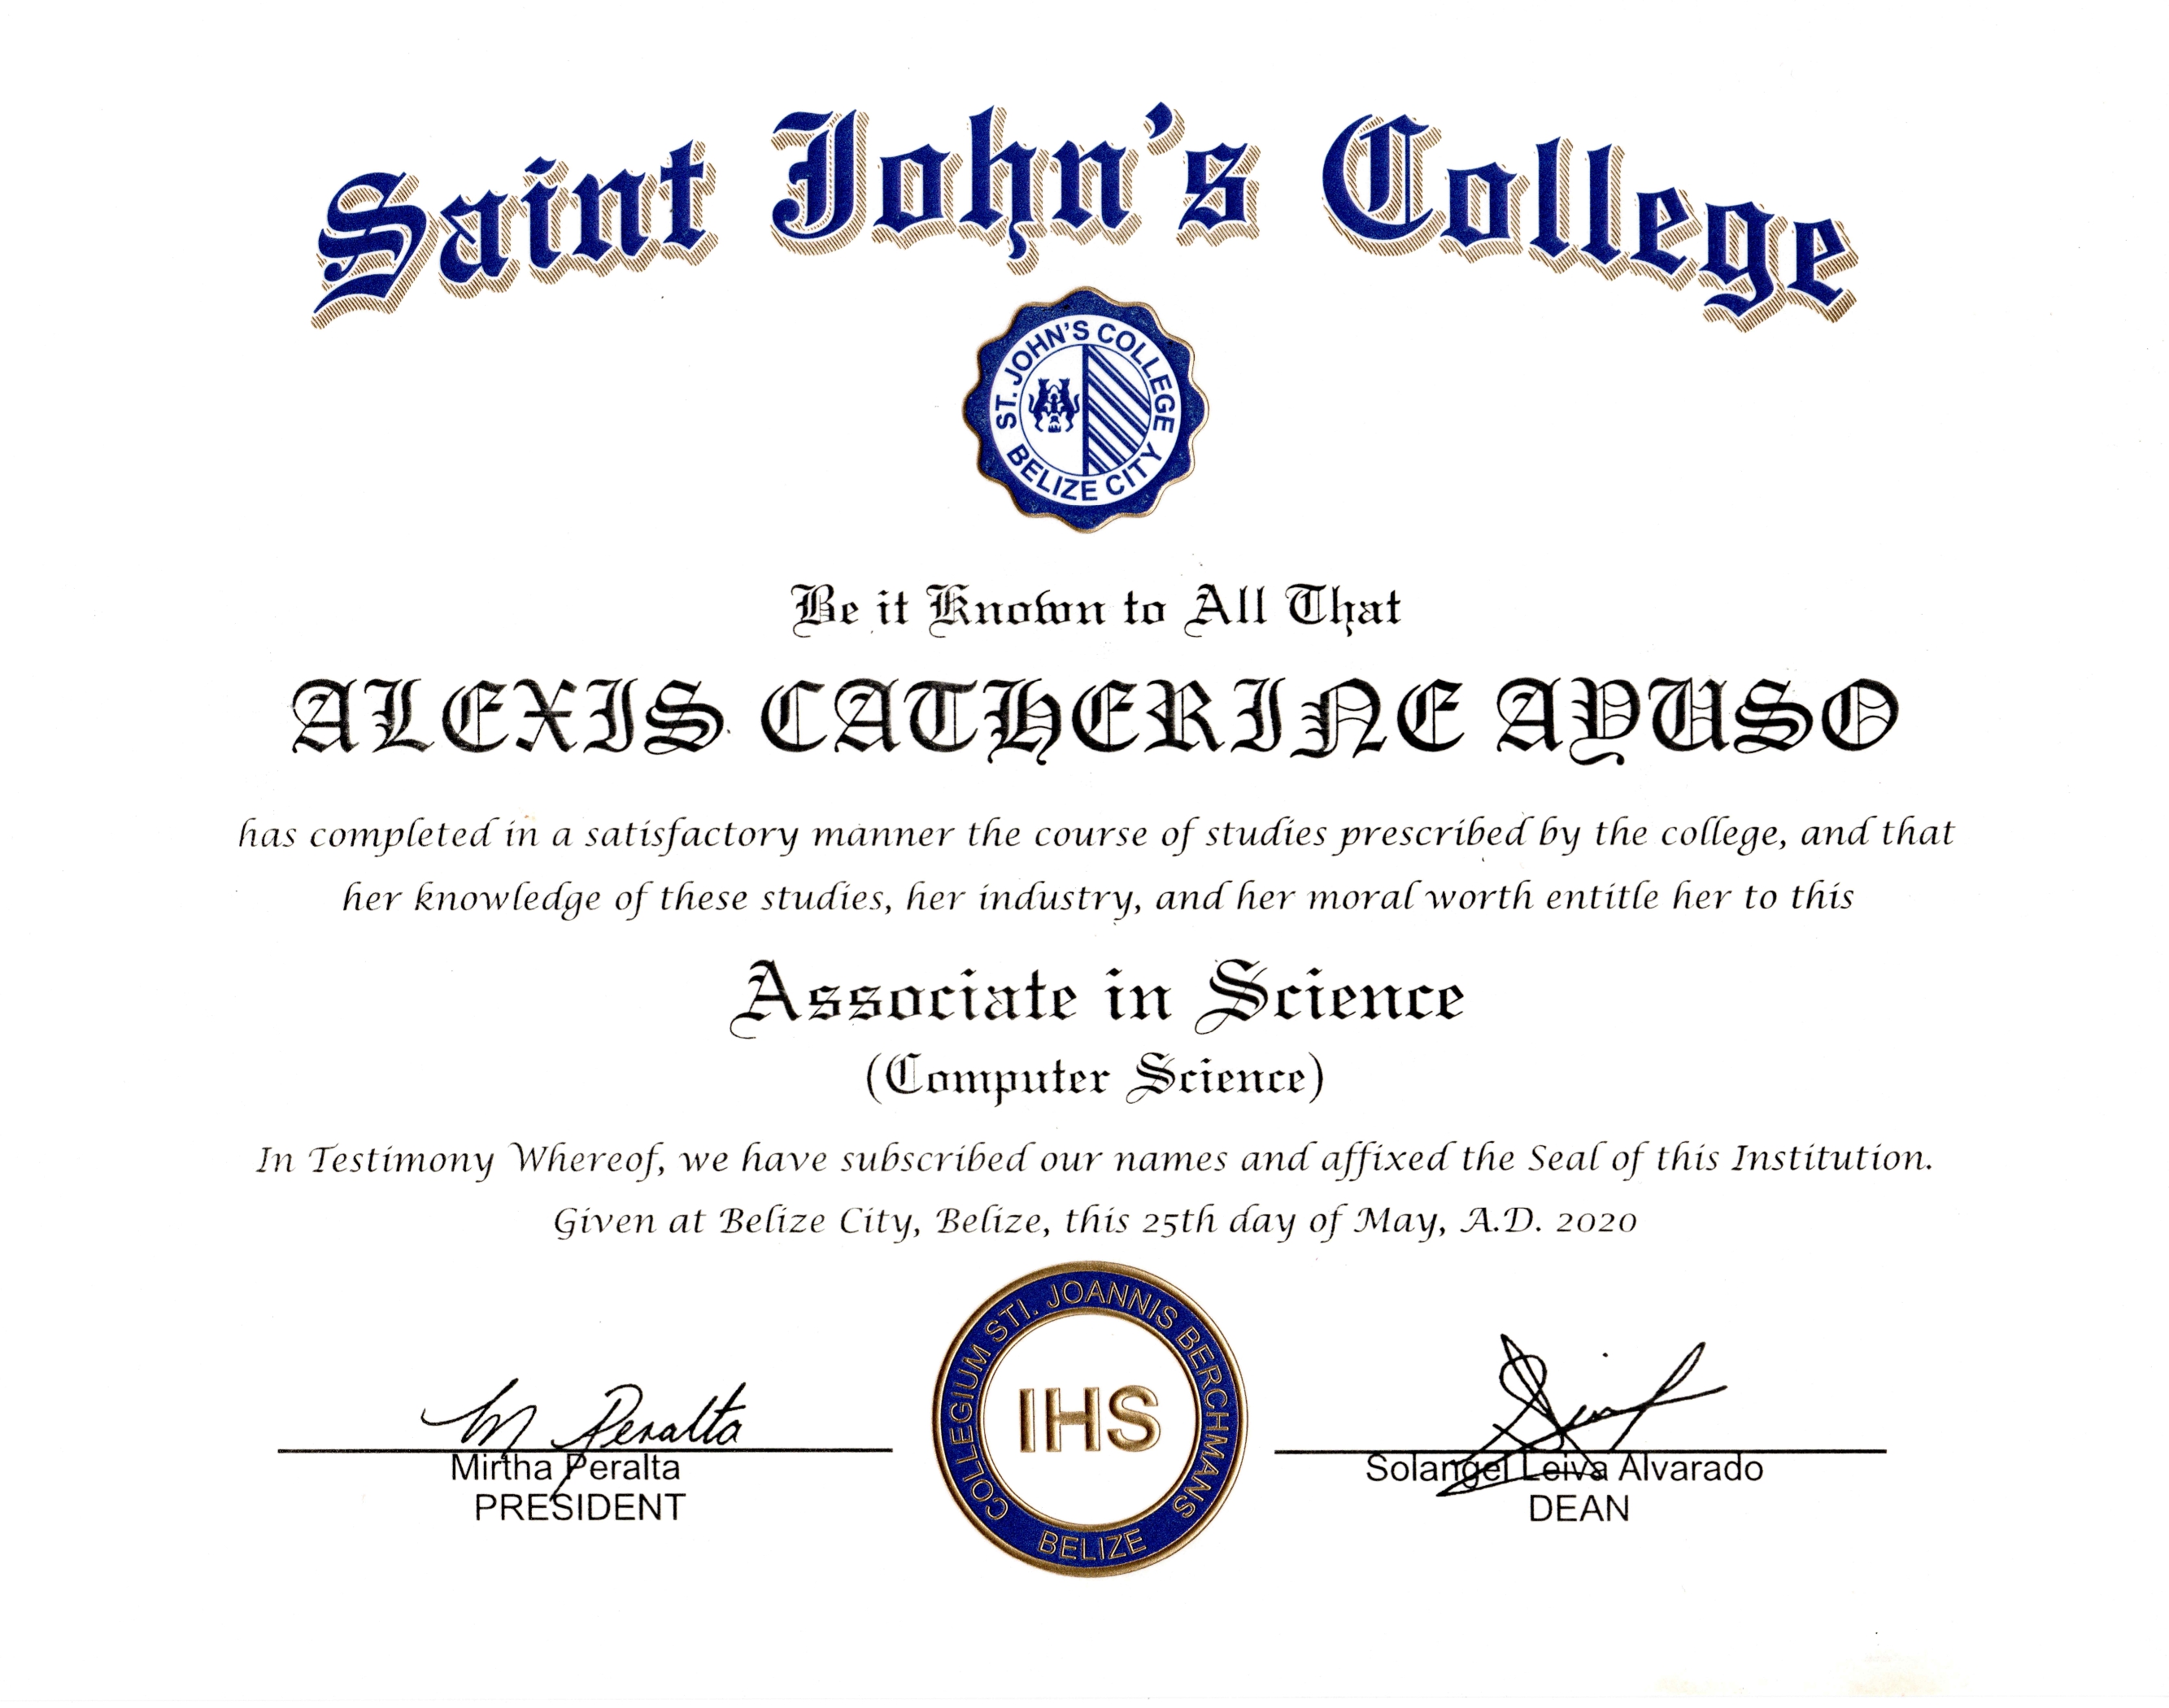 Saint John's College
ST. JOHN'S COLLEGE
BELIZE CITY
Be it Known to All That
ALEXIS CATHERINE AYUSO
has completed in a satisfactory manner the course of studies prescribed by the college, and that
her knowledge of these studies, her industry, and her moral worth entitle her to this
Associate in Science
(Computer Science)
In Testimony Whereof, we have subscribed our names and affixed the Seal of this Institution.
Given at Belize City, Belize, this 25th day of May, A.D. 2020
COLLEGIUM STI. JOANNIS BERCHMANS
IHS
BELIZE
M Peralta
Mirtha Peralta
PRESIDENT
Solangel Leiva Alvarado
DEAN